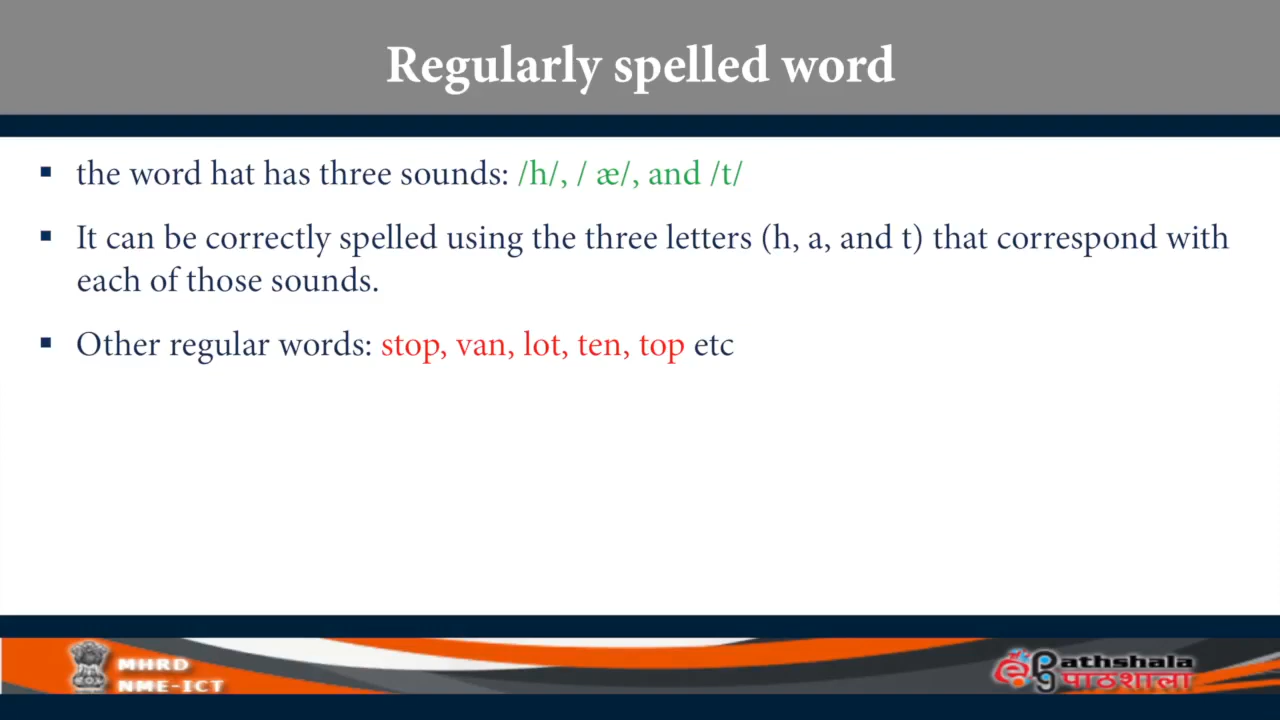 Regularly spelled word
▪ the word hat has three sounds: /h/, / æ/, and /t/
▪ It can be correctly spelled using the three letters (h, a, and t) that correspond with
each of those sounds.
▪ Other regular words: stop, van, lot, ten, top etc
MHRD
NME-ICT
epg
athshala
पाठशाला